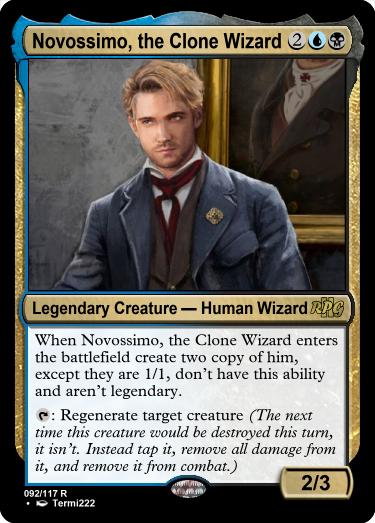 Novossimo, the Clone Wizard 2
Legendary Creature — Human Wizard RPG
When Novossimo, the Clone Wizard enters
the battlefield create two copy of him,
except they are 1/1, don't have this ability
and aren't legendary.
: Regenerate target creature (The next
time this creature would be destroyed this turn,
it isn't. Instead tap it, remove all damage from
it, and remove it from combat.)
2/3
092/117 R
• Termi222